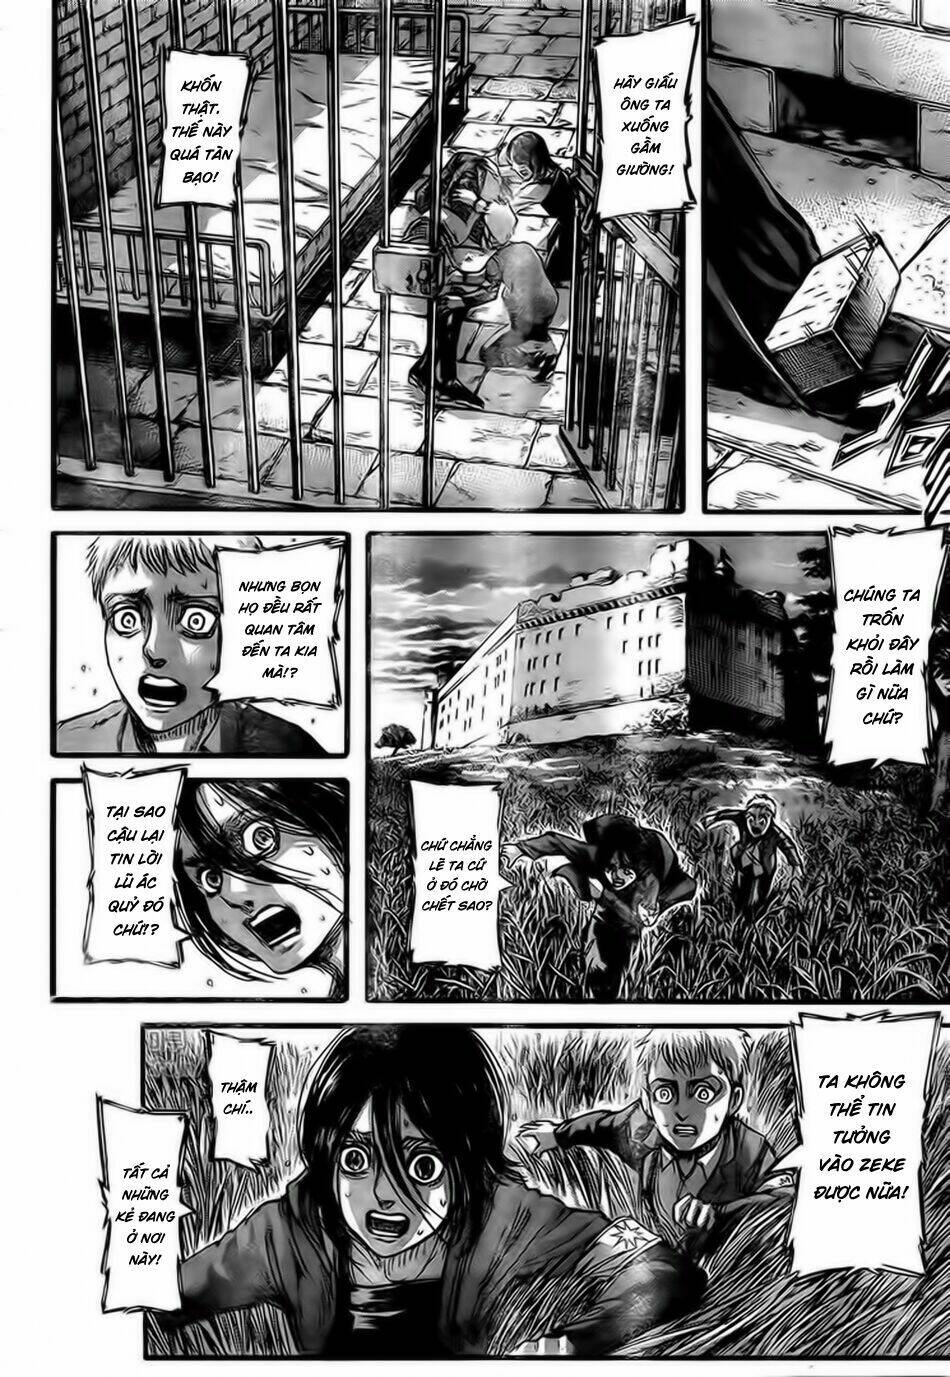 HÃY GIẤU
ÔNG TA
XUỐNG
GẦM
GIƯỜNG!
KHỐN
THẬT.
THẾ NÀY
QUÁ TÀN
BẠO!
CHÚNG TA
TRỐN
KHỎI ĐÂY
RỒI LÀM
GÌ NỮA
CHỨ?
CHỨ CHẲNG
LẼ TA CỨ
Ở ĐÓ CHỜ
CHẾT SAO?
NHƯNG BỌN
HỌ ĐỀU RẤT
QUAN TÂM
ĐẾN TA KIA
MÀ!?
TẠI SAO
CẬU LẠI
TIN LỜI
LŨ ÁC
QUỶ ĐÓ
CHỨ!?
TA KHÔNG
THỂ TIN
TƯỞNG
VÀO ZEKE
ĐƯỢC NỮA!
THẬM
CHÍ..
TẤT CẢ
NHỮNG
KẺ ĐANG
Ở NƠI
NÀY!